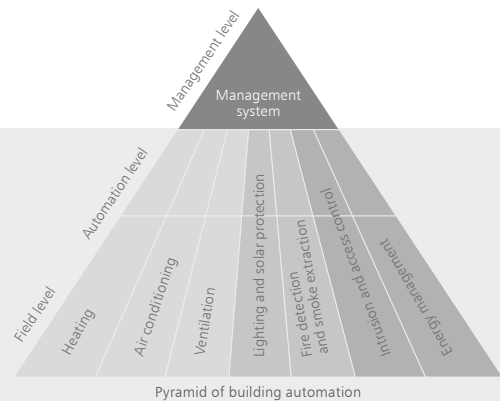 Management level
Management
system
Automation level
Field level
Heating
Air conditioning
Ventilation
Lighting and solar protection
Fire detection
and smoke extraction
Intrusion and access control
Energy management
Pyramid of building automation